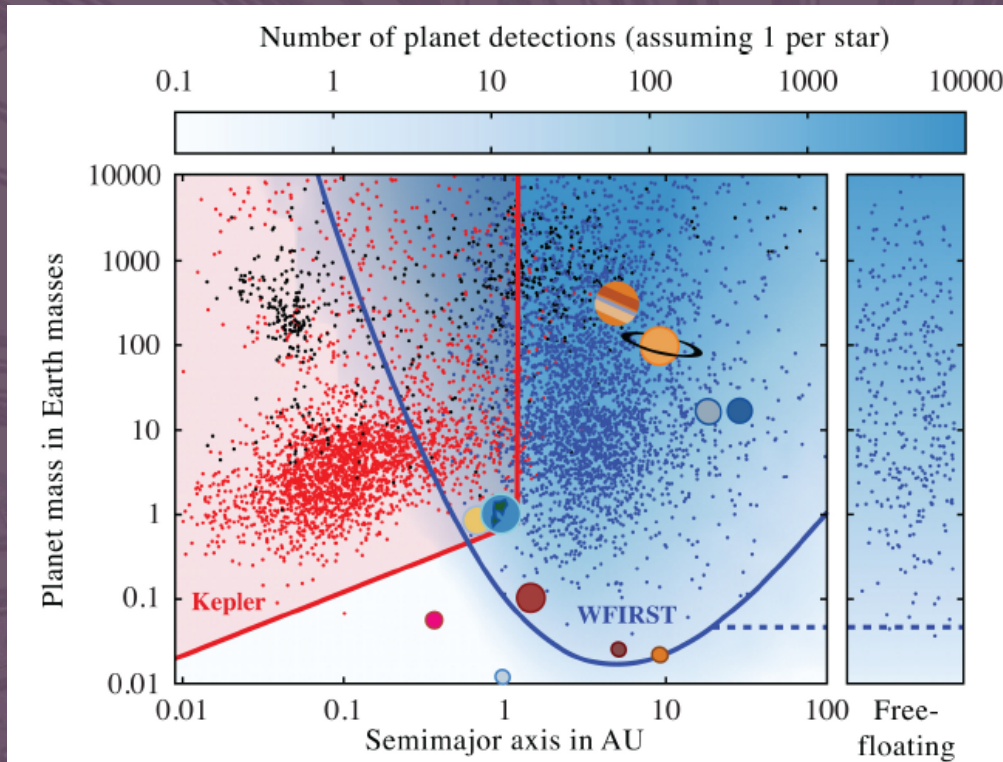 Number of planet detections (assuming 1 per star)
0.1 1 10 100 1000 10000
Planet mass in Earth masses
10000
1000
100
10
1
0.1
0.01
Kepler
WFIRST
0.01 0.1 1 10 100
Semimajor axis in AU
Free-
floating